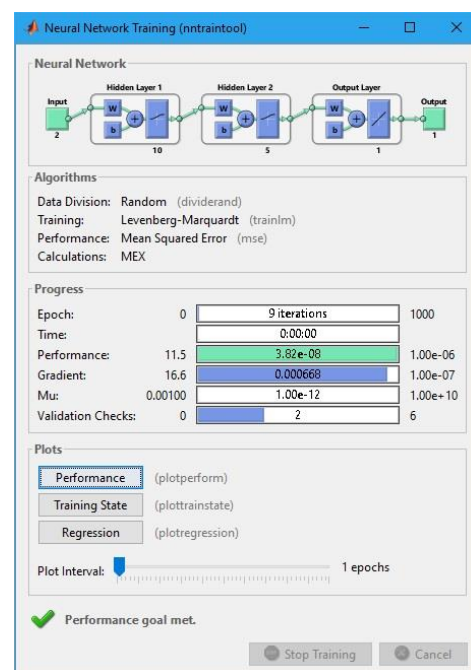 Neural Network Training (nntraintool)
Neural Network
Hidden Layer 1 Hidden Layer 2 Output Layer
Input Output
W W W
b b b
2 10 5 1 1
Algorithms
Data Division: Random (dividerand)
Training: Levenberg-Marquardt (trainlm)
Performance: Mean Squared Error (mse)
Calculations: MEX
Progress
Epoch: 0 9 iterations 1000
Time: 0:00:00
Performance: 11.5 3.82e-08 1.00e-06
Gradient: 16.6 0.000668 1.00e-07
Mu: 0.00100 1.00e-12 1.00e+10
Validation Checks: 0 2 6
Plots
Performance (plotperform)
Training State (plottrainstate)
Regression (plotregression)
Plot Interval: 1 epochs
Performance goal met.
Stop Training Cancel